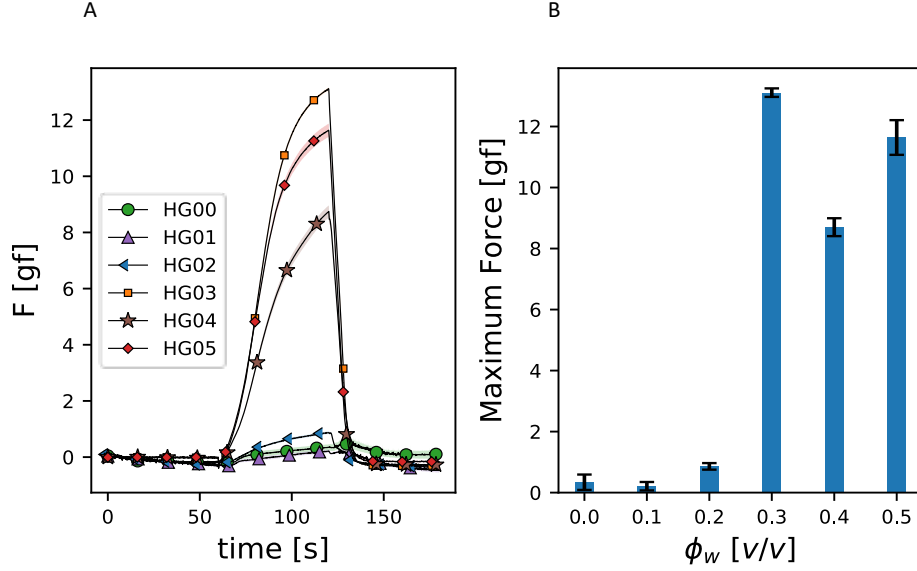 A
B
F [gf]
12
10
8
6
4
2
0
HG00
HG01
HG02
HG03
HG04
HG05
0 50 100 150
time [s]
Maximum Force [gf]
12
10
8
6
4
2
0
0.0 0.1 0.2 0.3 0.4 0.5
ϕw [v/v]